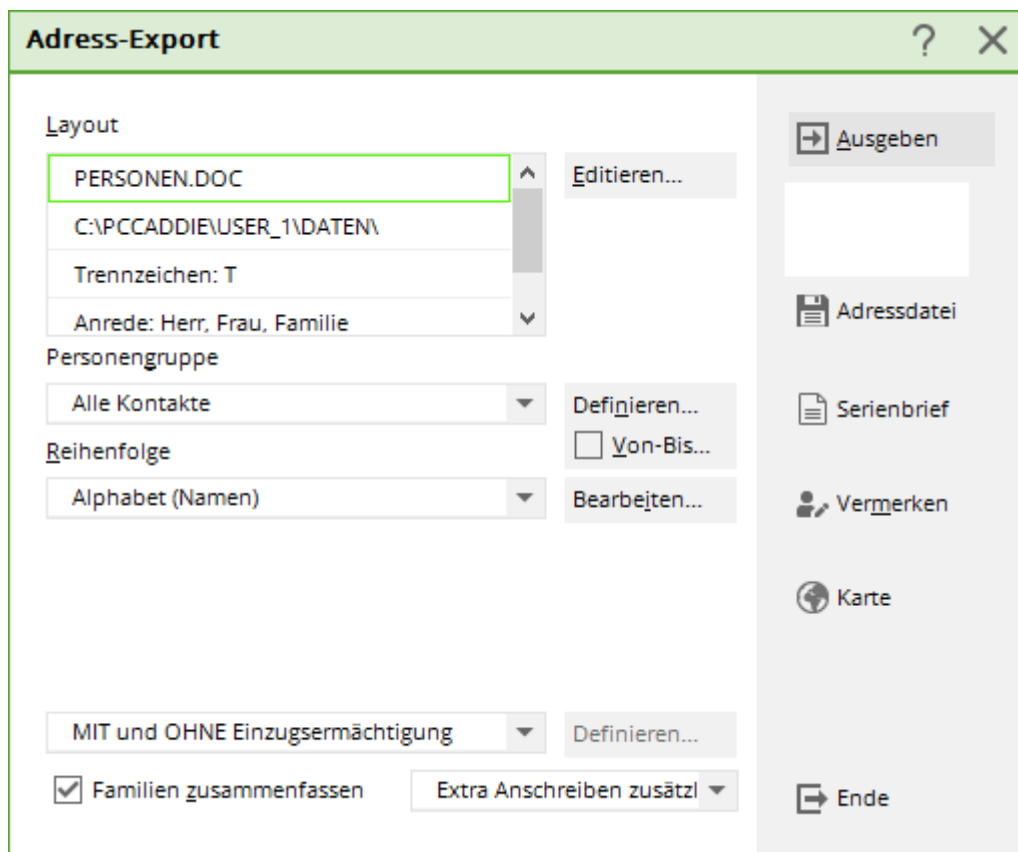 Adress-Export
Layout
PERSONEN.DOC
Editieren...
C:\PCCADDIE\USER_1\DATEN\
Trennzeichen: T
Anrede: Herr, Frau, Familie
Personengruppe
Alle Kontakte
Definieren...
Von-Bis...
Reihenfolge
Alphabet (Namen)
Bearbeiten...
MIT und OHNE Einzugsermächtigung
Definieren...
Familien zusammenfassen
Extra Anschreiben zusätzl
Ausgeben
Adressdatei
Serienbrief
Vermerken
Karte
Ende